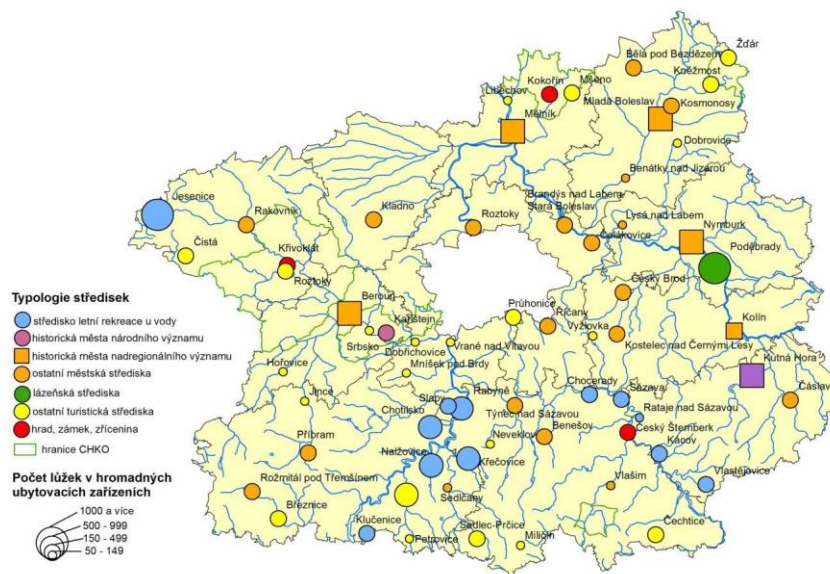 Žďár
Bělá pod Bezdězem
Kněžmost
Kokořín
Mšeno
Liběchov
Mladá Boleslav
Kosmonosy
Mělník
Dobrovice
Benátky nad Jizerou
Jesenice
Rakovník
Kladno
Roztoky
Brandýs nad Labem
Stará Boleslav
Lysá nad Labem
Čelákovice
Nymburk
Poděbrady
Čistá
Křivoklát
Roztoky
Český Brod
Beroun
Průhonice
Říčany
Kolín
Karlštejn
Srbsko
Vyžlovka
Kostelec nad Černými Lesy
Dobřichovice
Vrané nad Vltavou
Kutná Hora
Hořovice
Mníšek pod Brdy
Čáslav
Jince
Slapy
Rabyně
Chocerady
Sázava
Chotilsko
Týnec nad Sázavou
Rataje nad Sázavou
Příbram
Neveklov
Benešov
Český Šternberk
Nalžovice
Křečovice
Kácov
Rožmitál pod Třemšínem
Sedlčany
Vlašim
Vlastějovice
Březnice
Klučenice
Petrovice
Sedlec-Prčice
Miličín
Čechtice
Typologie středisek
středisko letní rekreace u vody
historická města národního významu
historická města nadregionálního významu
ostatní městská střediska
lázeňská střediska
ostatní turistická střediska
hrad, zámek, zřícenina
hranice CHKO
Počet lůžek v hromadných
ubytovacích zařízeních
1000 a více
500 - 999
150 - 499
50 - 149